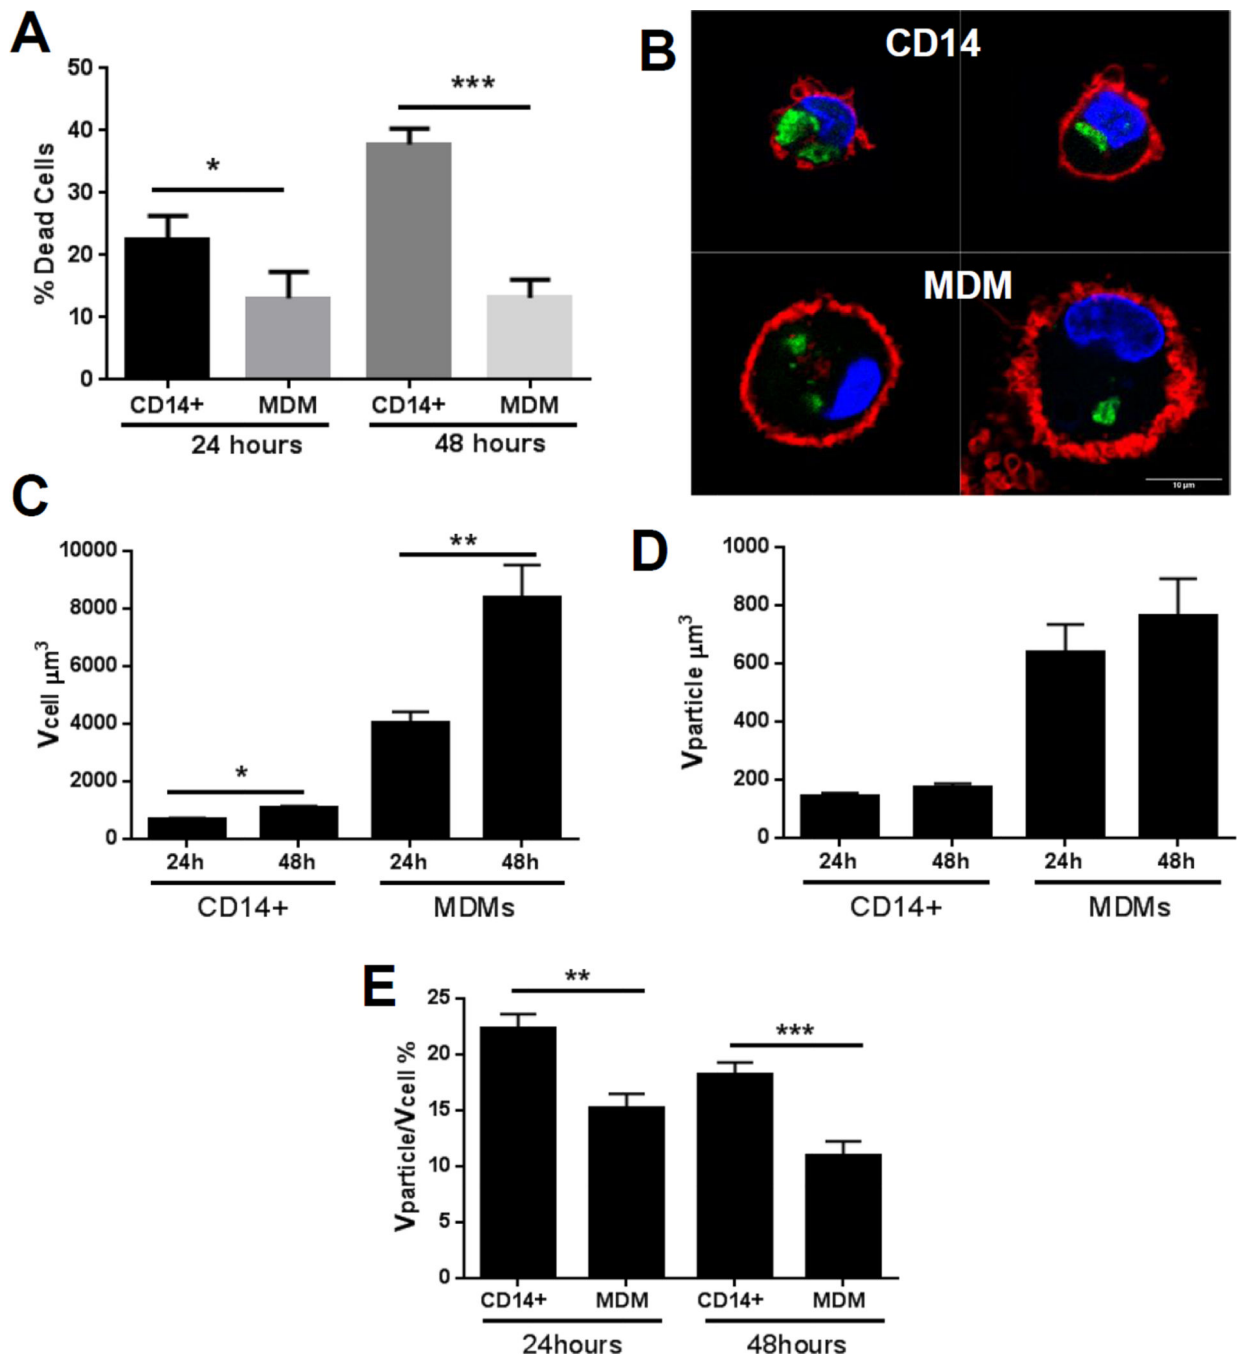 A
% Dead Cells
50
40
30
20
10
0
*
***
CD14+ MDM CD14+ MDM
24 hours 48 hours
B
CD14
MDM
10 µm
C
Vcell µm3
10000
8000
6000
4000
2000
0
*
**
24h 48h 24h 48h
CD14+ MDMs
D
Vparticle µm3
1000
800
600
400
200
0
24h 48h 24h 48h
CD14+ MDMs
E
Vparticle/Vcell %
25
20
15
10
5
0
**
***
CD14+ MDM CD14+ MDM
24hours 48hours